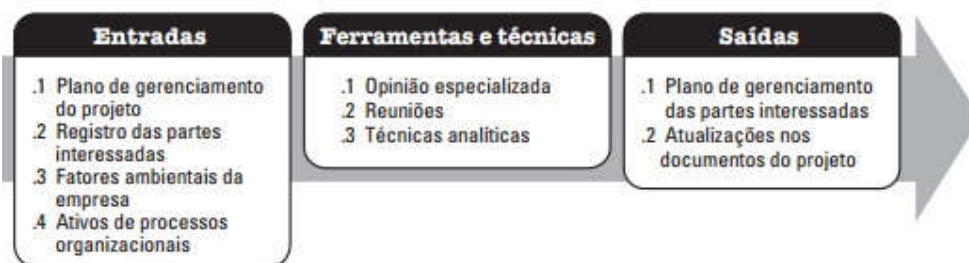 Entradas
.1 Plano de gerenciamento
do projeto
.2 Registro das partes
interessadas
.3 Fatores ambientais da
empresa
.4 Ativos de processos
organizacionais
Ferramentas e técnicas
.1 Opinião especializada
.2 Reuniões
.3 Técnicas analíticas
Saídas
.1 Plano de gerenciamento
das partes interessadas
.2 Atualizações nos
documentos do projeto